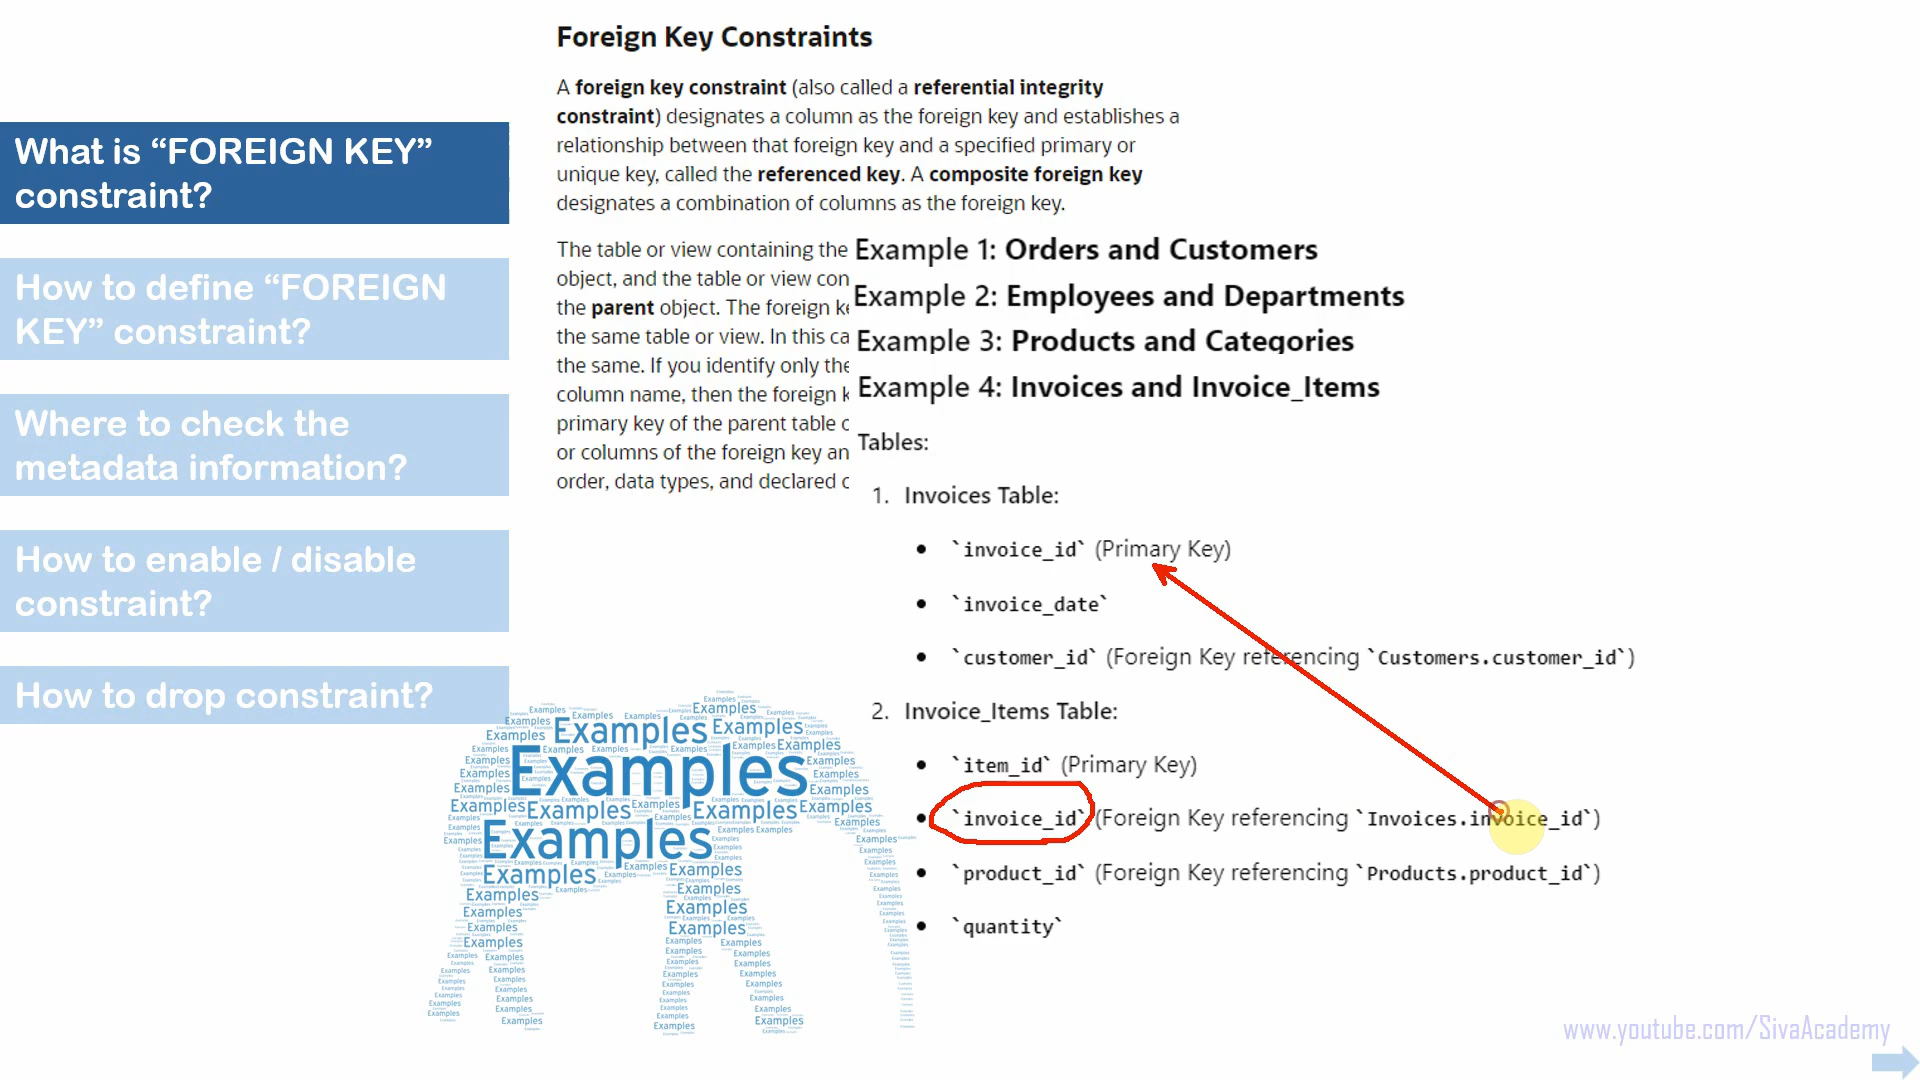 What is “FOREIGN KEY”
constraint?
How to define “FOREIGN
KEY” constraint?
Where to check the
metadata information?
How to enable / disable
constraint?
How to drop constraint?
Foreign Key Constraints
A foreign key constraint (also called a referential integrity
constraint) designates a column as the foreign key and establishes a
relationship between that foreign key and a specified primary or
unique key, called the referenced key. A composite foreign key
designates a combination of columns as the foreign key.
The table or view containing the
object, and the table or view con
the parent object. The foreign k
the same table or view. In this ca
the same. If you identify only the
column name, then the foreign k
primary key of the parent table
or columns of the foreign key an
order, data types, and declared
Example 1: Orders and Customers
Example 2: Employees and Departments
Example 3: Products and Categories
Example 4: Invoices and Invoice_Items
Tables:
1. Invoices Table:
• `invoice_id` (Primary Key)
• `invoice_date`
• `customer_id` (Foreign Key referencing `Customers.customer_id`)
2. Invoice_Items Table:
• `item_id` (Primary Key)
• `invoice_id` (Foreign Key referencing `Invoices.invoice_id`)
• `product_id` (Foreign Key referencing `Products.product_id`)
• `quantity`
Examples Examples
Examples
Examples Examples
Examples
Examples
www.youtube.com/SivaAcademy